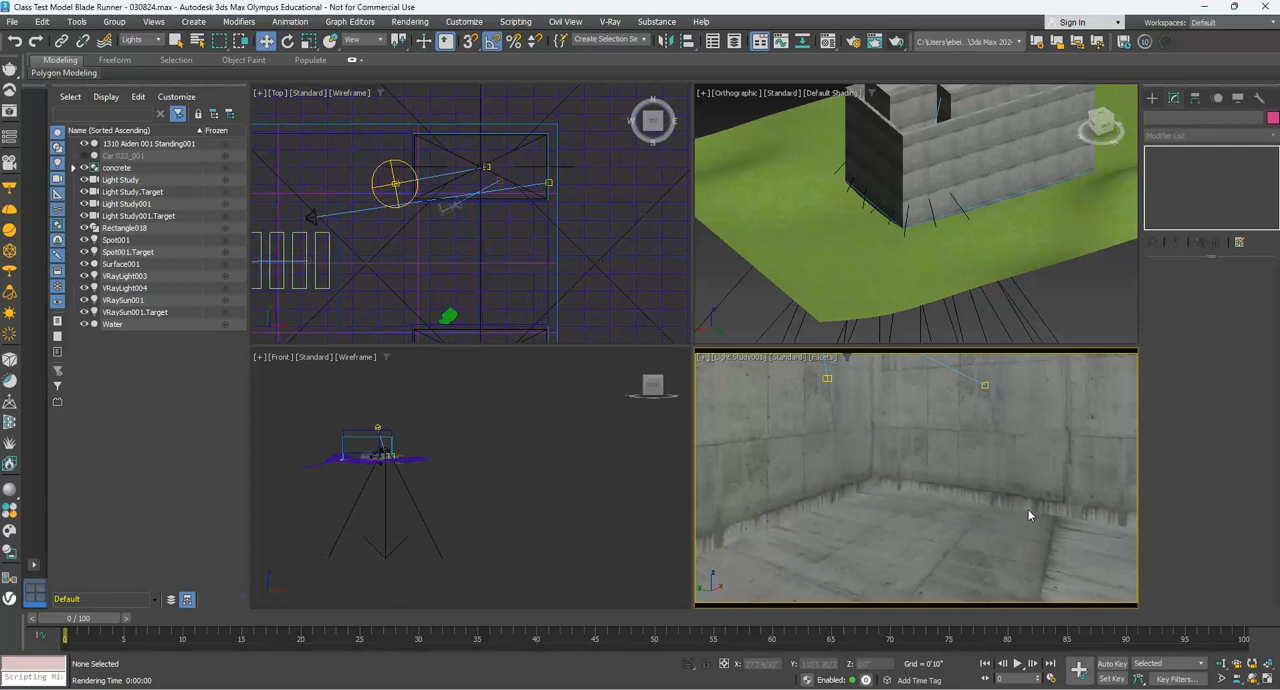 Class Test Model Blade Runner - 030824.max - Autodesk 3ds Max Olympus Educational - Not for Commercial Use
File Edit Tools Group Views Create Modifiers Animation Graph Editors Rendering Customize Scripting Civil View V-Ray Substance Help
Sign In Workspaces: Default
Lights View Create Selection Se C:\Users\ebei...\3ds Max 202
Modeling Freeform Selection Object Paint Populate
Polygon Modeling
Select Display Edit Customize
Name (Sorted Ascending) Frozen
1310 Aiden 001 Standing001
Car 023_001
concrete
Light Study
Light Study.Target
Light Study001
Light Study001.Target
Rectangle018
Spot001
Spot001.Target
Surface001
VRayLight003
VRayLight004
VRaySun001
VRaySun001.Target
Water
[+] [Top] [Standard] [Wireframe]
[+] [Orthographic] [Standard] [Default Shading]
[+] [Front] [Standard] [Wireframe]
[+] [Light Study001] [Standard] [Facets]
Modifier List
Default
0 / 100
0 5 10 15 20 25 30 35 40 45 50 55 60 65 70 75 80 85 90 95 100
None Selected
Scripting Mi
Rendering Time 0:00:00
X: Y: Z: Grid = 0'10"
Enabled: Add Time Tag
Auto Key Selected
Set Key Key Filters...
0